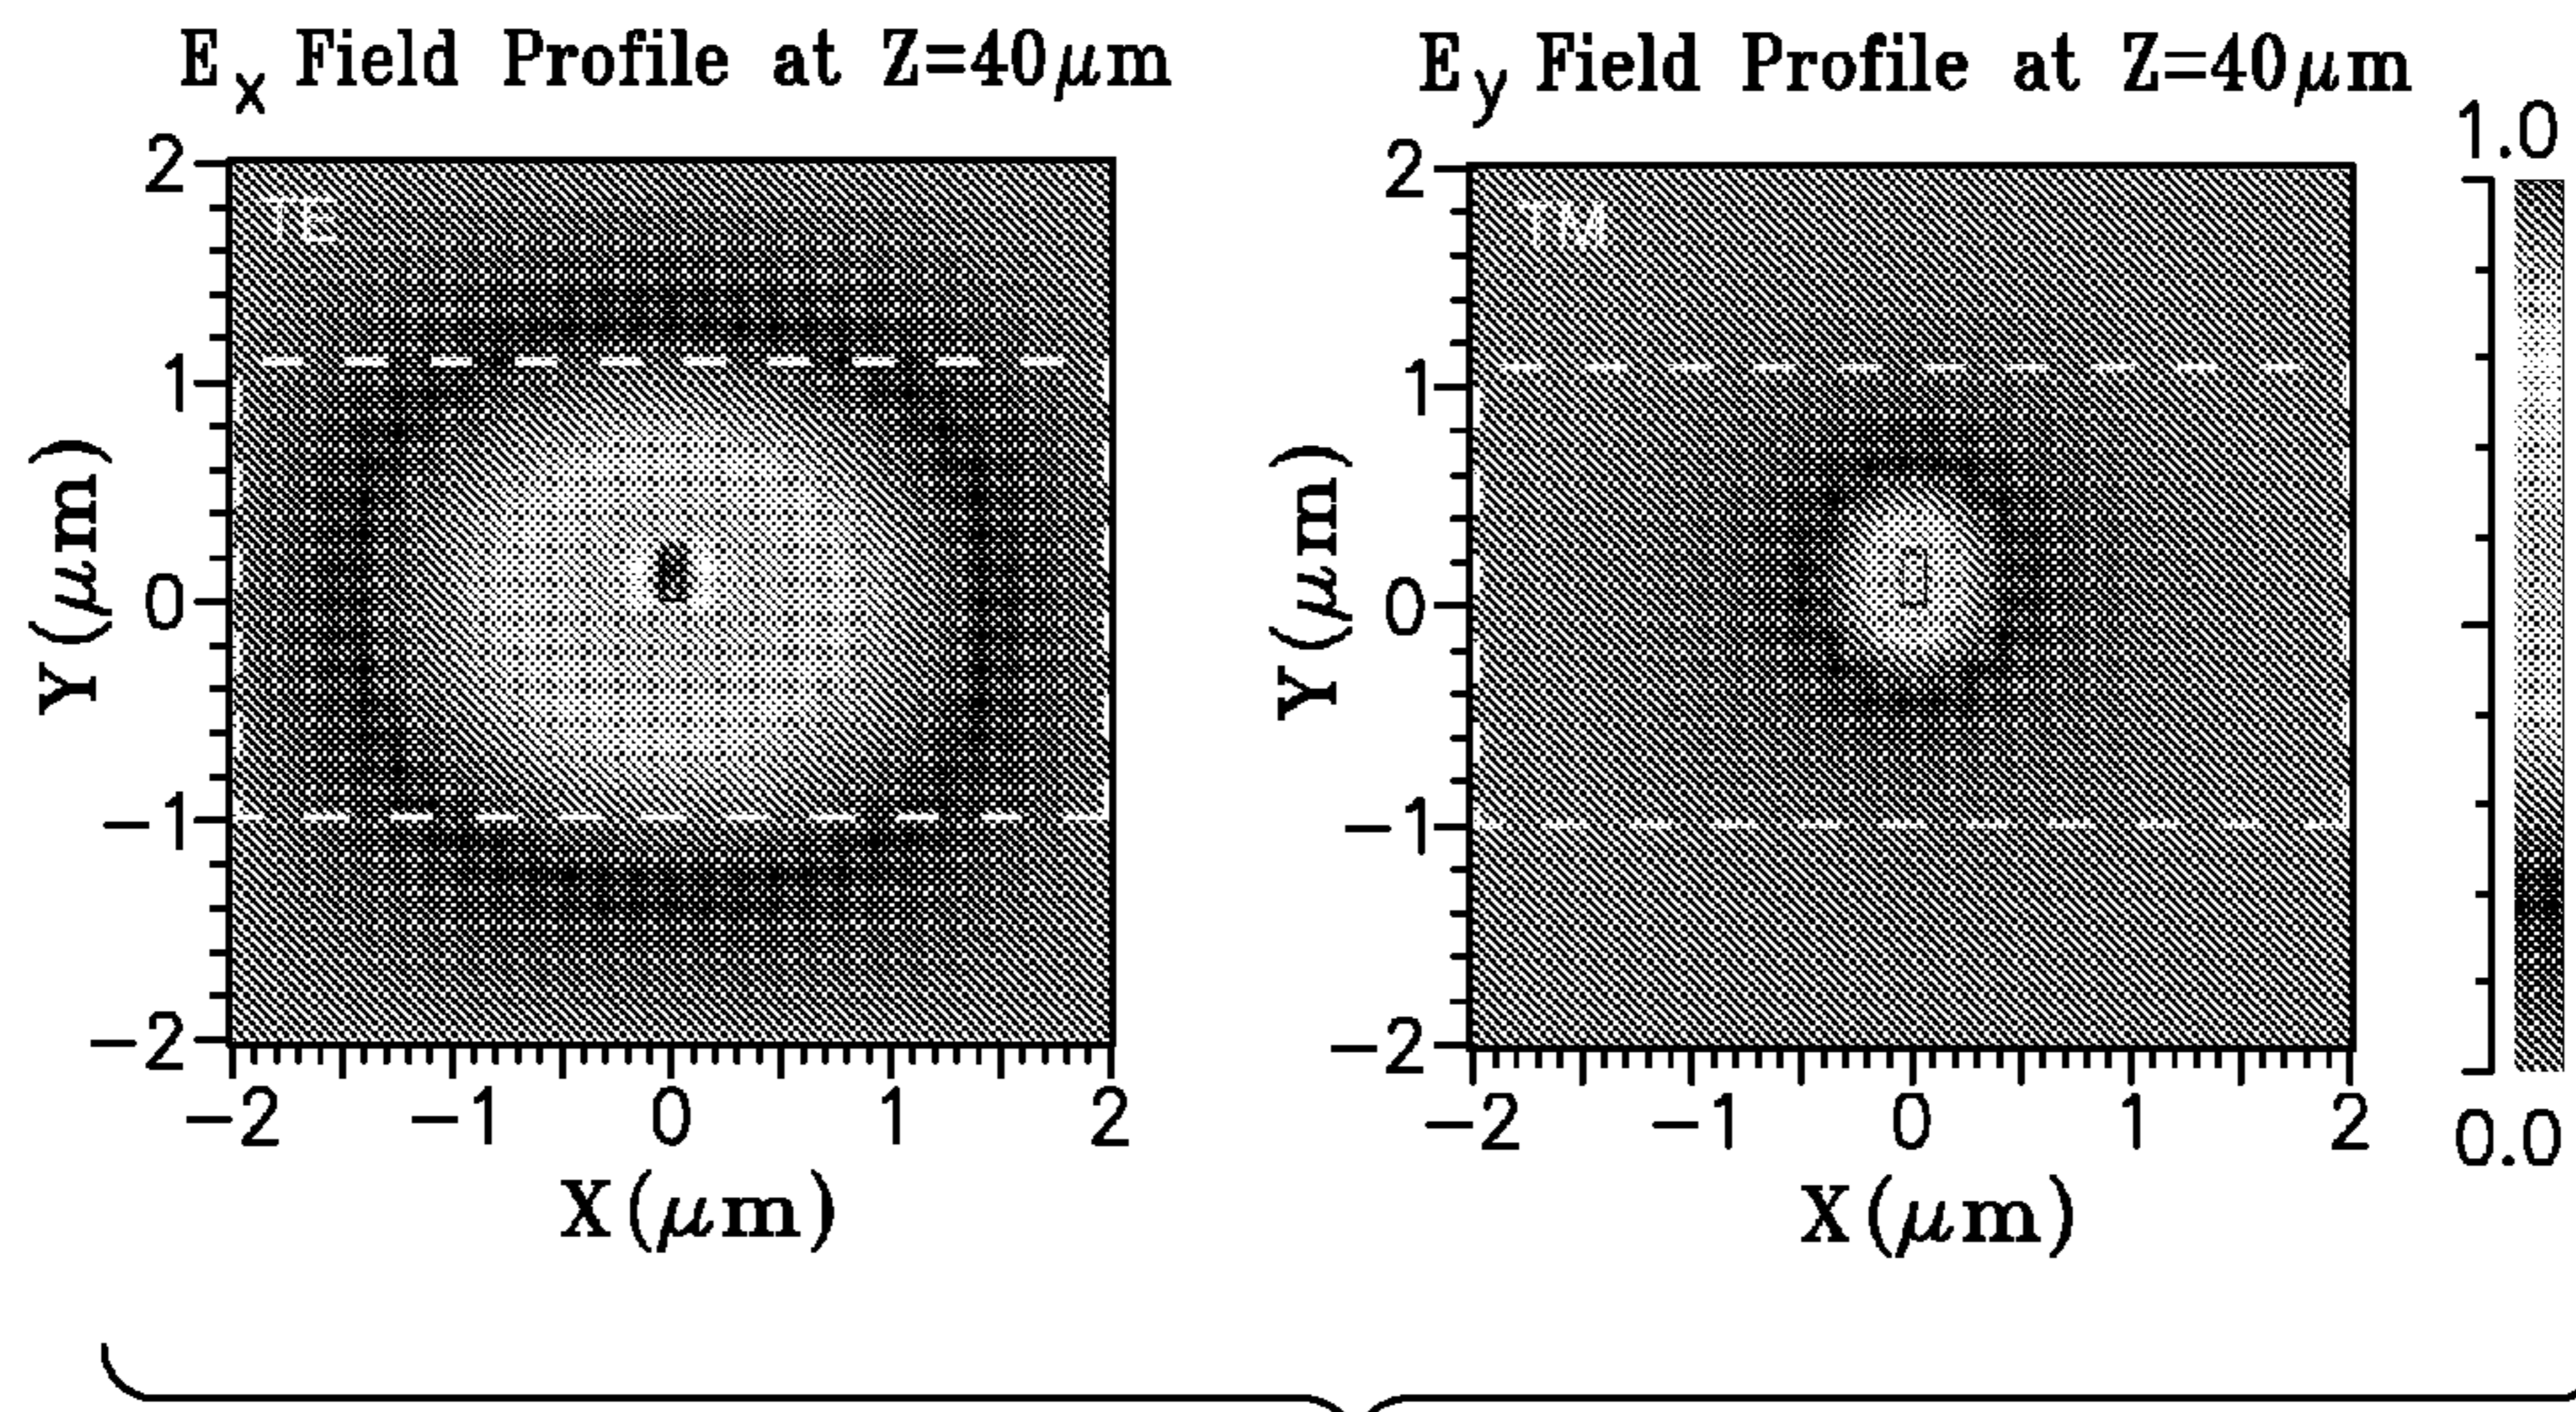 Ex Field Profile at Z=40μm
2
TE
1
0
−1
−2
Y(μm)
−2 −1 0 1 2
X(μm)
Ey Field Profile at Z=40μm
2
TM
1
0
−1
−2
Y(μm)
−2 −1 0 1 2
X(μm)
1.0
0.0